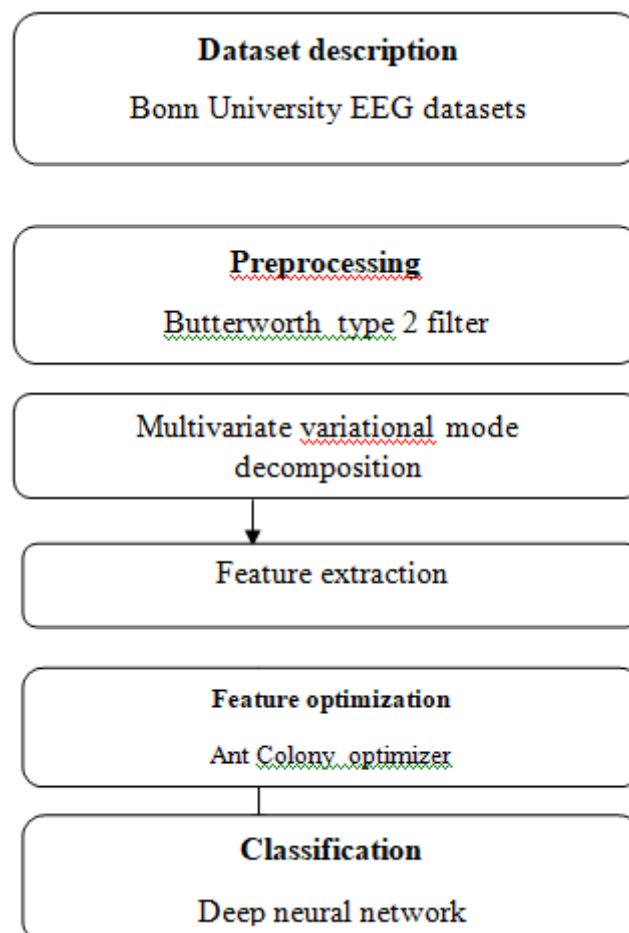 Dataset description
Bonn University EEG datasets
Preprocessing
Butterworth type 2 filter
Multivariate variational mode
decomposition
Feature extraction
Feature optimization
Ant Colony optimizer
Classification
Deep neural network